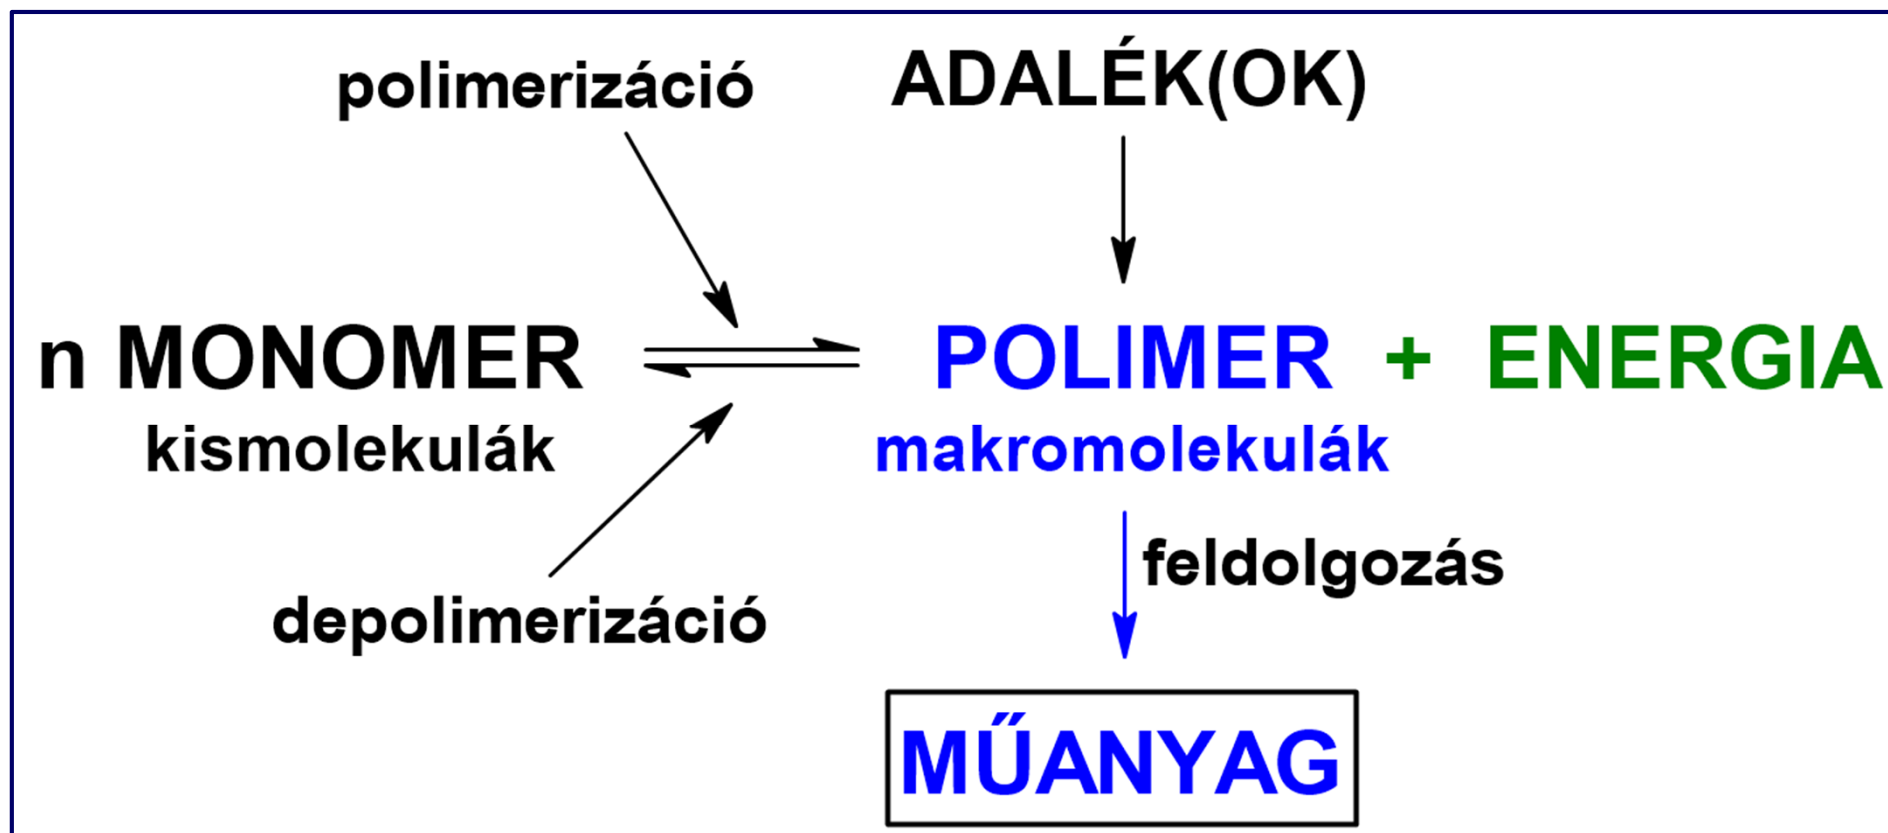 polimerizáció
ADALÉK(OK)
n MONOMER
POLIMER + ENERGIA
kismolekulák
makromolekulák
feldolgozás
depolimerizáció
MŰANYAG